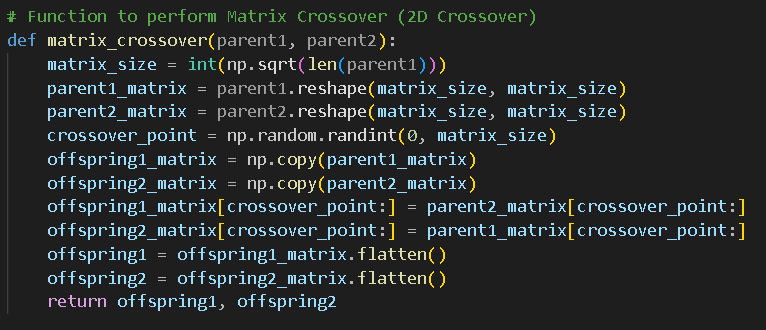 # Function to perform Matrix Crossover (2D Crossover)
def matrix_crossover(parent1, parent2):
    matrix_size = int(np.sqrt(len(parent1)))
    parent1_matrix = parent1.reshape(matrix_size, matrix_size)
    parent2_matrix = parent2.reshape(matrix_size, matrix_size)
    crossover_point = np.random.randint(0, matrix_size)
    offspring1_matrix = np.copy(parent1_matrix)
    offspring2_matrix = np.copy(parent2_matrix)
    offspring1_matrix[crossover_point:] = parent2_matrix[crossover_point:]
    offspring2_matrix[crossover_point:] = parent1_matrix[crossover_point:]
    offspring1 = offspring1_matrix.flatten()
    offspring2 = offspring2_matrix.flatten()
    return offspring1, offspring2